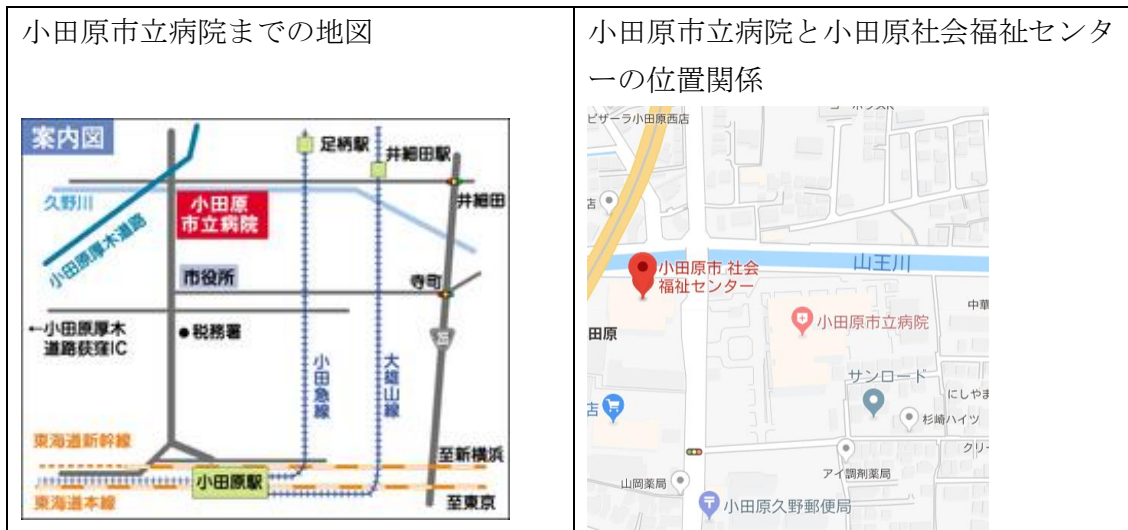 小田原市立病院までの地図
小田原市立病院と小田原社会福祉センタ
ーの位置関係
案内図
足柄駅
井細田駅
久野川
小田原
市立病院
井細田
小田原厚木道路
市役所
寺町
←小田原厚木
道路荻窪IC
●税務署
小田急線
大雄山線
東海道新幹線
至新横浜
小田原駅
東海道本線
至東京
ピザーラ小田原西店
店
山王川
小田原市 社会
福祉センター
中華
小田原市立病院
田原
サンロード
にしやま
店
杉崎ハイツ
クリー
アイ調剤薬局
山岡薬局
小田原久野郵便局